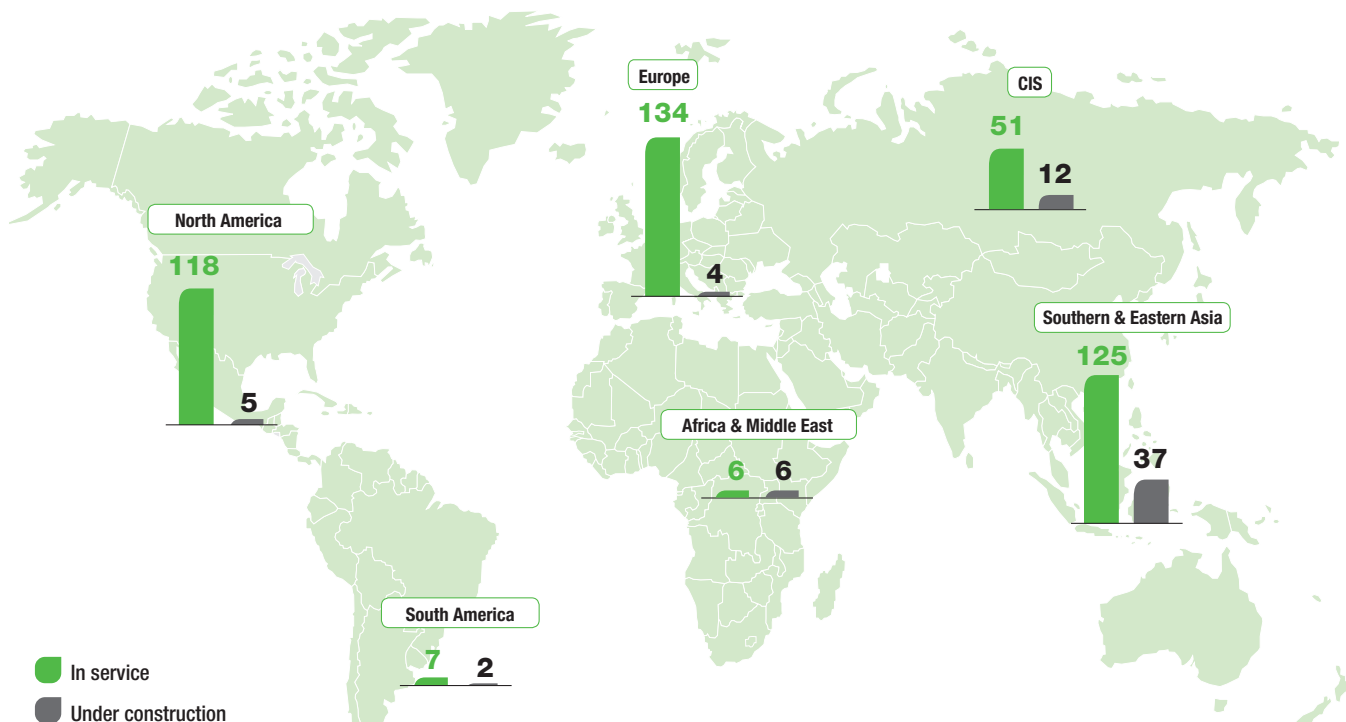 Europe
134
4
CIS
51
12
North America
118
5
Southern & Eastern Asia
125
37
Africa & Middle East
6
6
South America
7
2
In service
Under construction